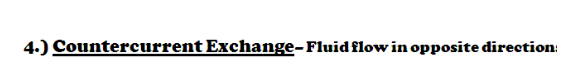 4.) Countercurrent Exchange- Fluid flow in opposite direction